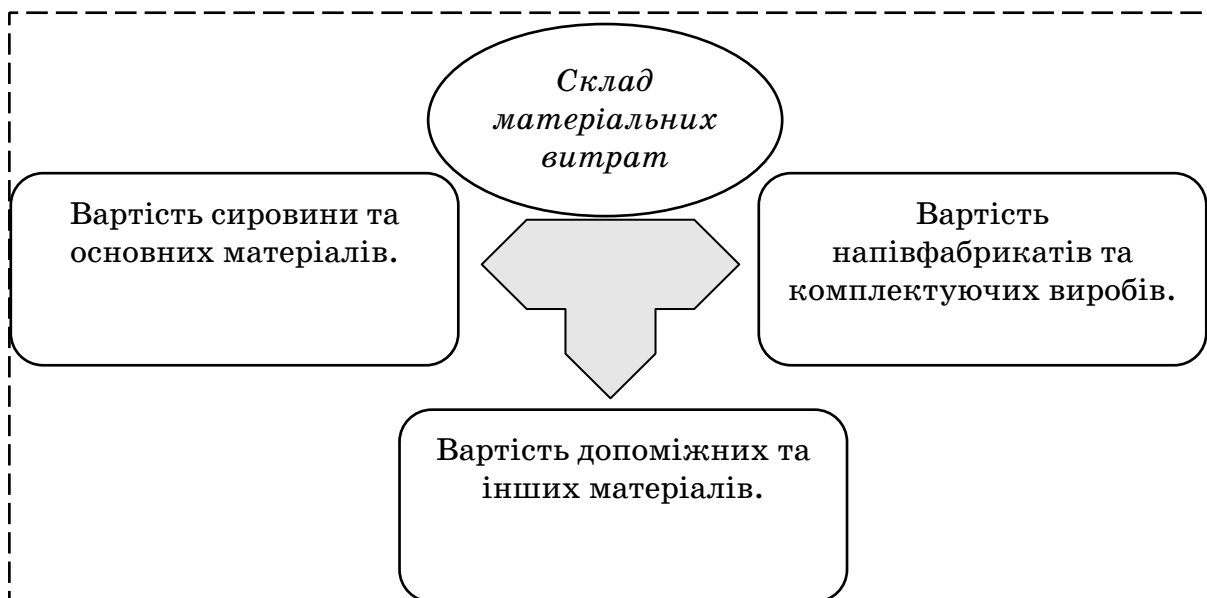 Склад
матеріальних
витрат
Вартість сировини та
основних матеріалів.
Вартість
напівфабрикатів та
комплектуючих виробів.
Вартість допоміжних та
інших матеріалів.